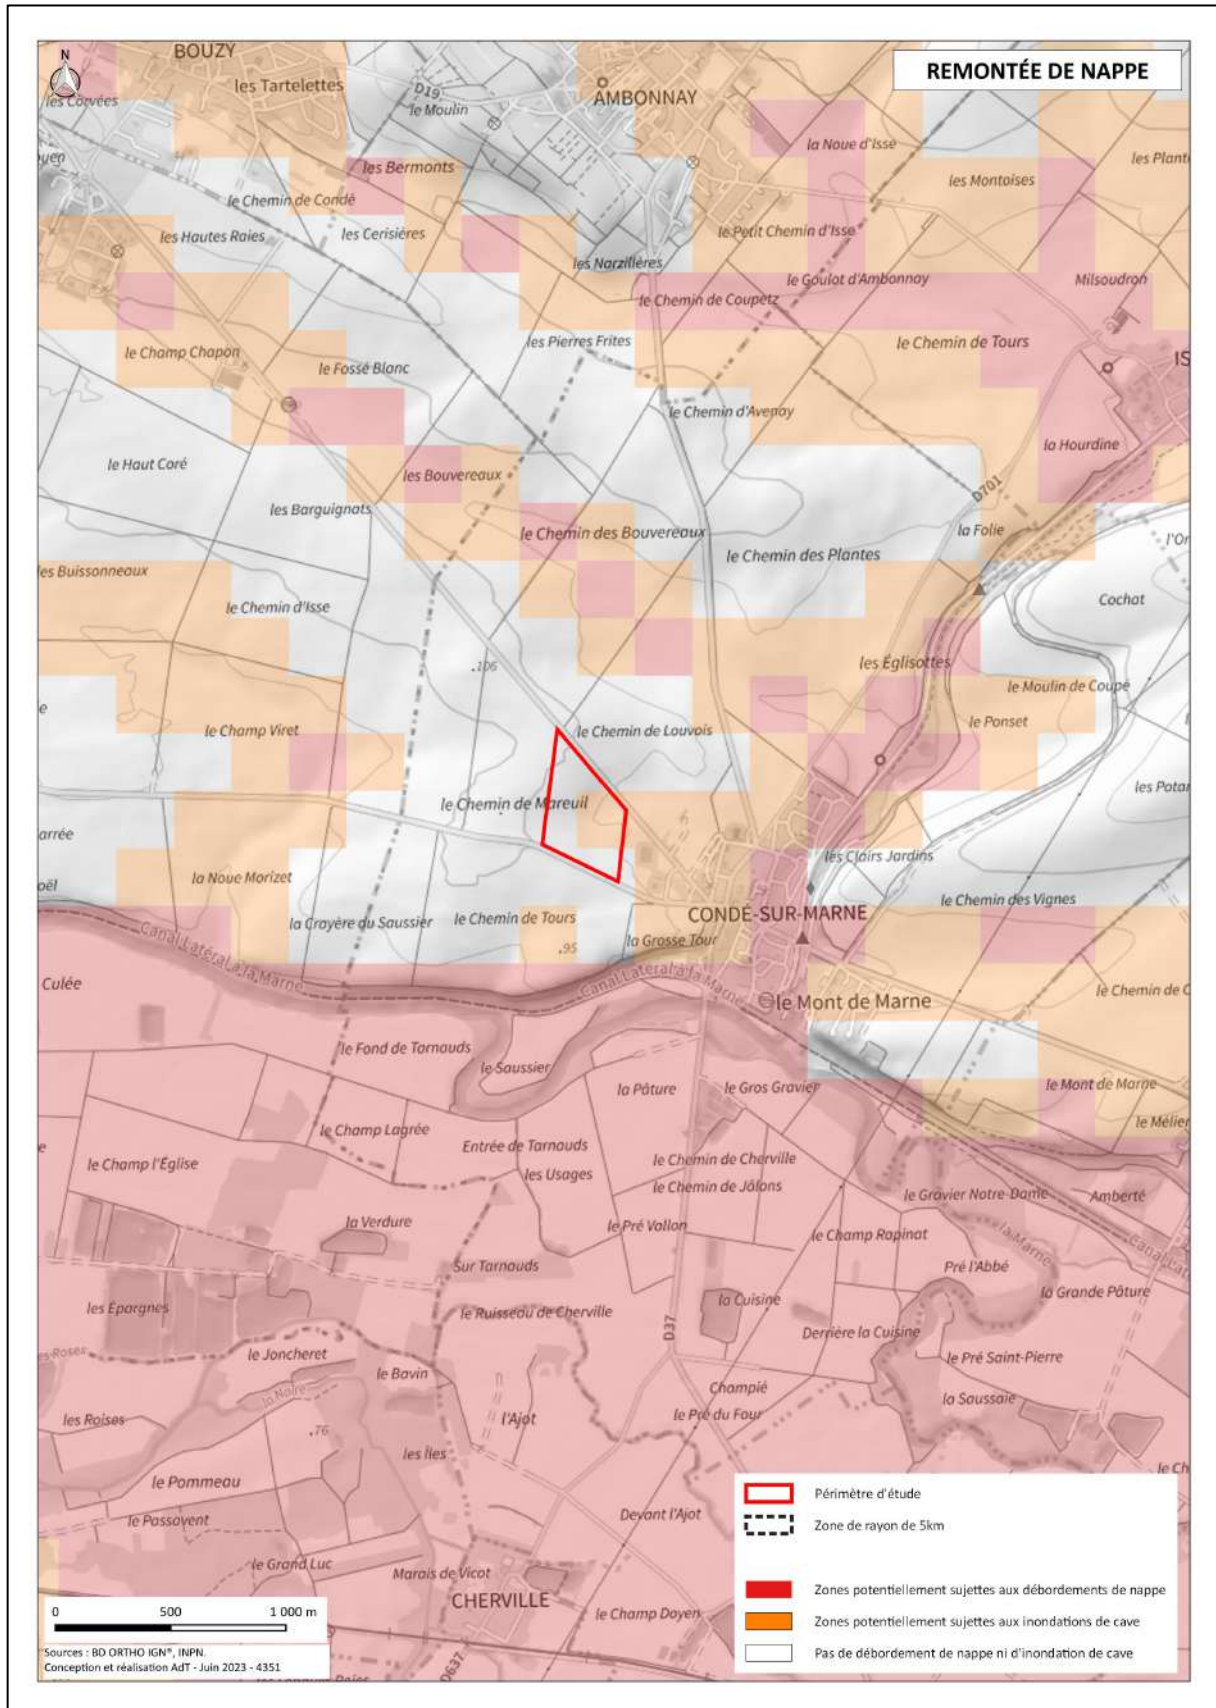 REMONTÉE DE NAPPE
N
BOUZY
les Tartelettes
D19
le Moulin
AMBONNAY
les Corvées
la Noue d'Isse
les Bermonts
les Montoises
le Chemin de Condé
les Hautes Raies
les Cerisières
le Petit Chemin d'Isse
les Narzillères
le Goulot d'Ambonnay
Milsoudron
le Chemin de Coupetz
les Pierres Frites
le Chemin de Tours
le Champ Chapon
le Fossé Blanc
le Chemin d'Avenay
la Hourdine
le Haut Coré
les Bouvereaux
D701
les Barguignats
le Chemin des Bouvereaux
la Folie
le Chemin des Plantes
les Buissonneaux
le Chemin d'Isse
Cochat
.106
les Églisottes
le Moulin de Coupé
le Champ Viret
le Chemin de Louvois
le Ponset
le Chemin de Mareuil
les Clairs Jardins
la Noue Morizet
le Chemin des Vignes
la Crayère du Saussier
le Chemin de Tours
CONDÉ-SUR-MARNE
Canal Latéral à la Marne
.95
la Grosse Tour
Culée
Canal Latéral à la Marne
le Mont de Marne
le Fond de Tarnauds
le Saussier
la Pâture
le Gros Gravier
le Mont de Marne
le Champ Lagrée
Entrée de Tarnauds
le Champ l'Église
les Usages
le Chemin de Cherville
le Chemin de Jâlons
le Gravier Notre-Dame
Amberté
la Verdure
le Pré Vallon
le Champ Rapinat
la Marne
Sur Tarnauds
Pré l'Abbé
les Épargnes
le Ruisseau de Cherville
la Cuisine
la Grande Pâture
D37
Derrière la Cuisine
le Joncheret
le Bavin
le Pré Saint-Pierre
la Noire
Champié
la Saussaie
les Roises
l'Ajot
le Pré du Four
.76
les Îles
le Pommeau
le Passavent
Devant l'Ajot
le Grand Luc
Marais de Vicot
CHERVILLE
le Champ Doyen
D637
Périmètre d'étude
Zone de rayon de 5km
Zones potentiellement sujettes aux débordements de nappe
Zones potentiellement sujettes aux inondations de cave
Pas de débordement de nappe ni d'inondation de cave
0 500 1 000 m
Sources : BD ORTHO IGN®, INPN.
Conception et réalisation AdT - Juin 2023 - 4351